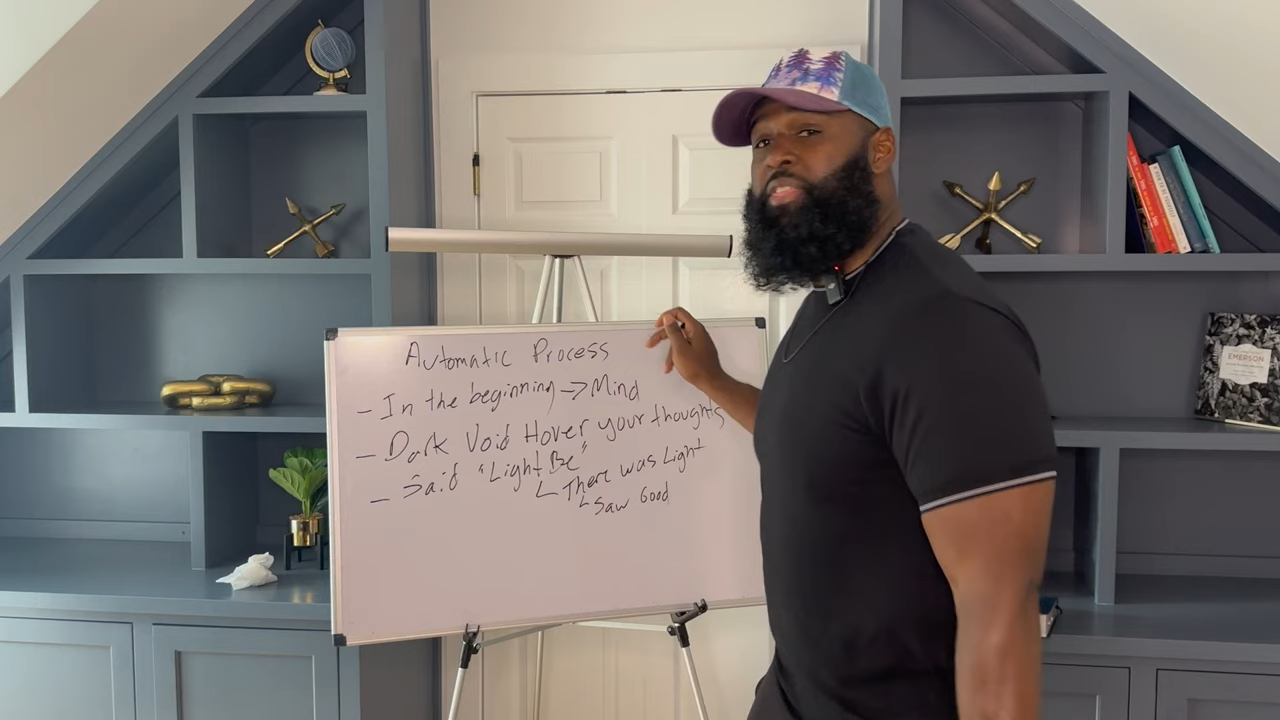 Automatic Process
- In the beginning -> Mind
- Dark Void Hover your thoughts
- Said "Light Be"
There was Light
Saw Good
EMERSON